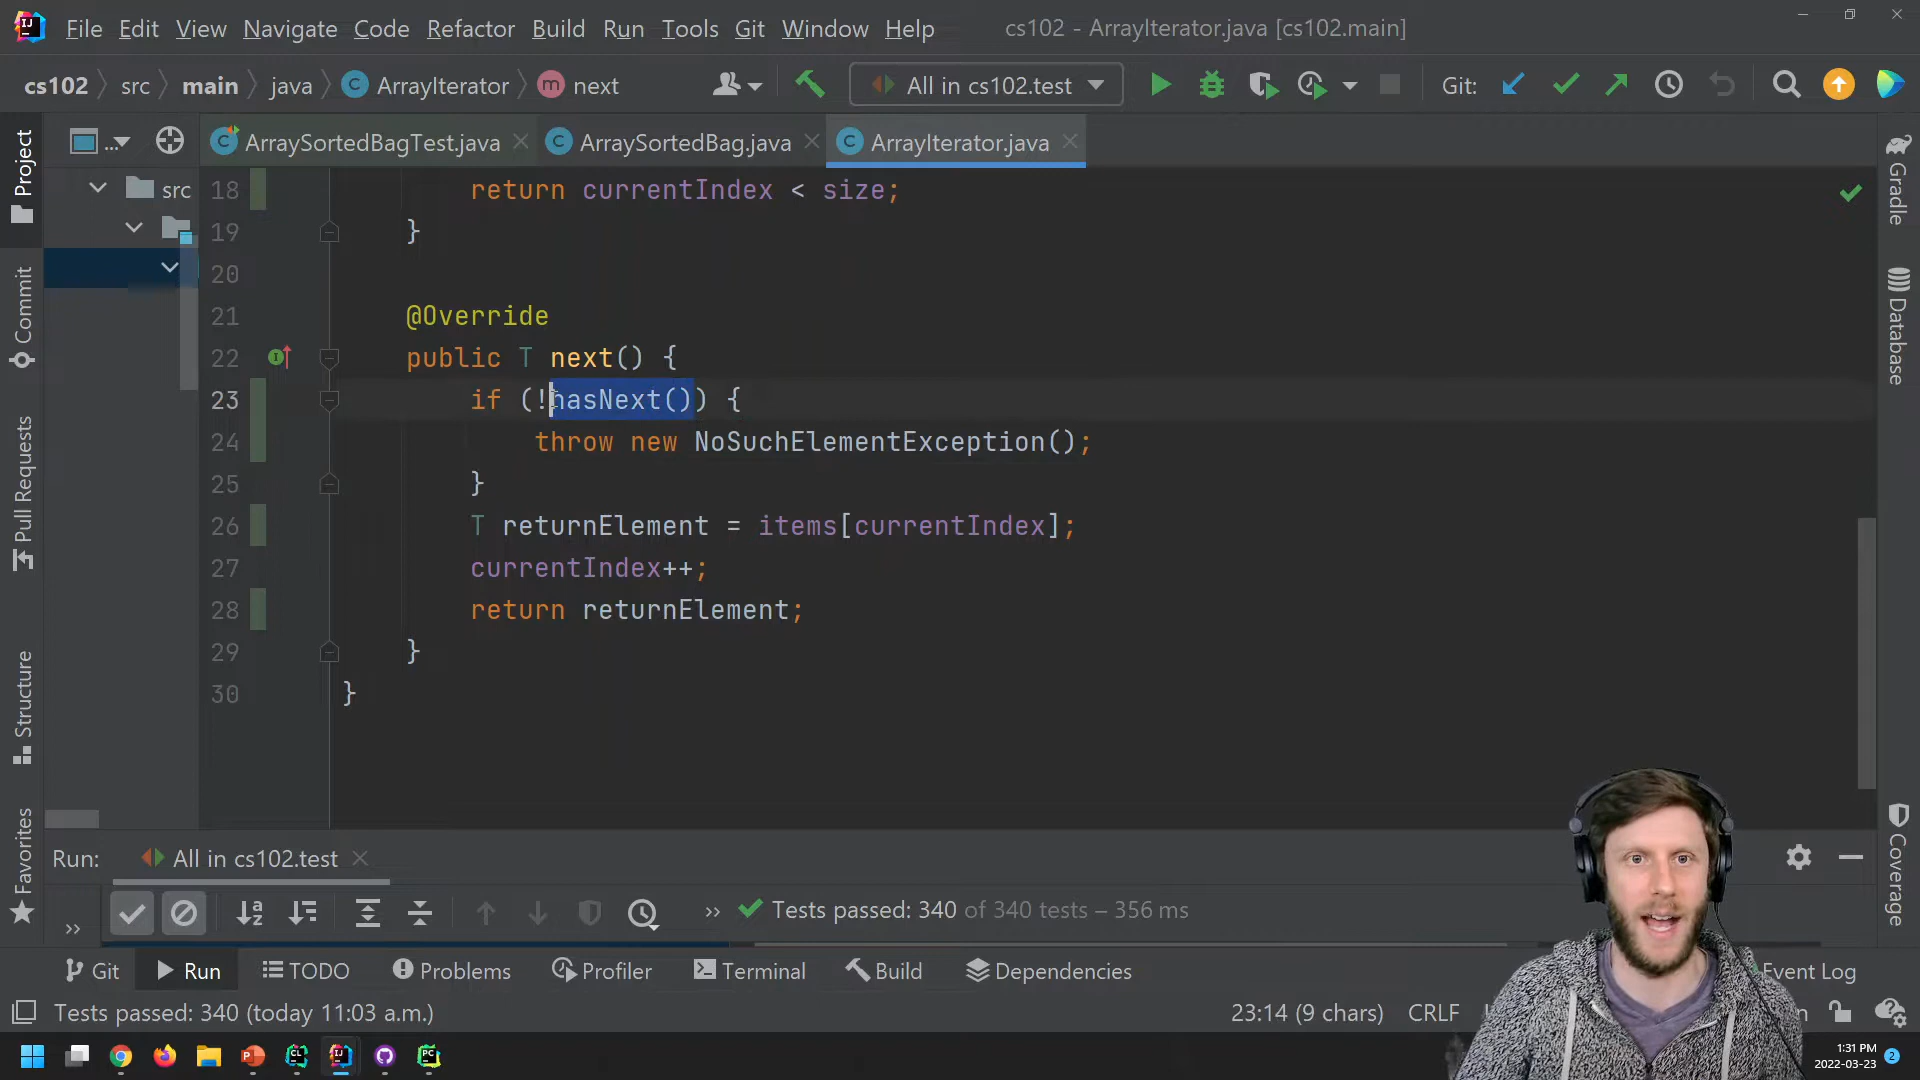 File Edit View Navigate Code Refactor Build Run Tools Git Window Help cs102 - ArrayIterator.java [cs102.main]
cs102 src main java ArrayIterator next All in cs102.test Git:
ArraySortedBagTest.java ArraySortedBag.java ArrayIterator.java
Project
Commit
Pull Requests
Structure
Favorites
src
18 return currentIndex < size;
19 }
20
21 @Override
22 public T next() {
23 if (!hasNext()) {
24 throw new NoSuchElementException();
25 }
26 T returnElement = items[currentIndex];
27 currentIndex++;
28 return returnElement;
29 }
30 }
Gradle
Database
Coverage
Run: All in cs102.test
Tests passed: 340 of 340 tests – 356 ms
Git Run TODO Problems Profiler Terminal Build Dependencies Event Log
Tests passed: 340 (today 11:03 a.m.) 23:14 (9 chars) CRLF
1:31 PM
2022-03-23
2